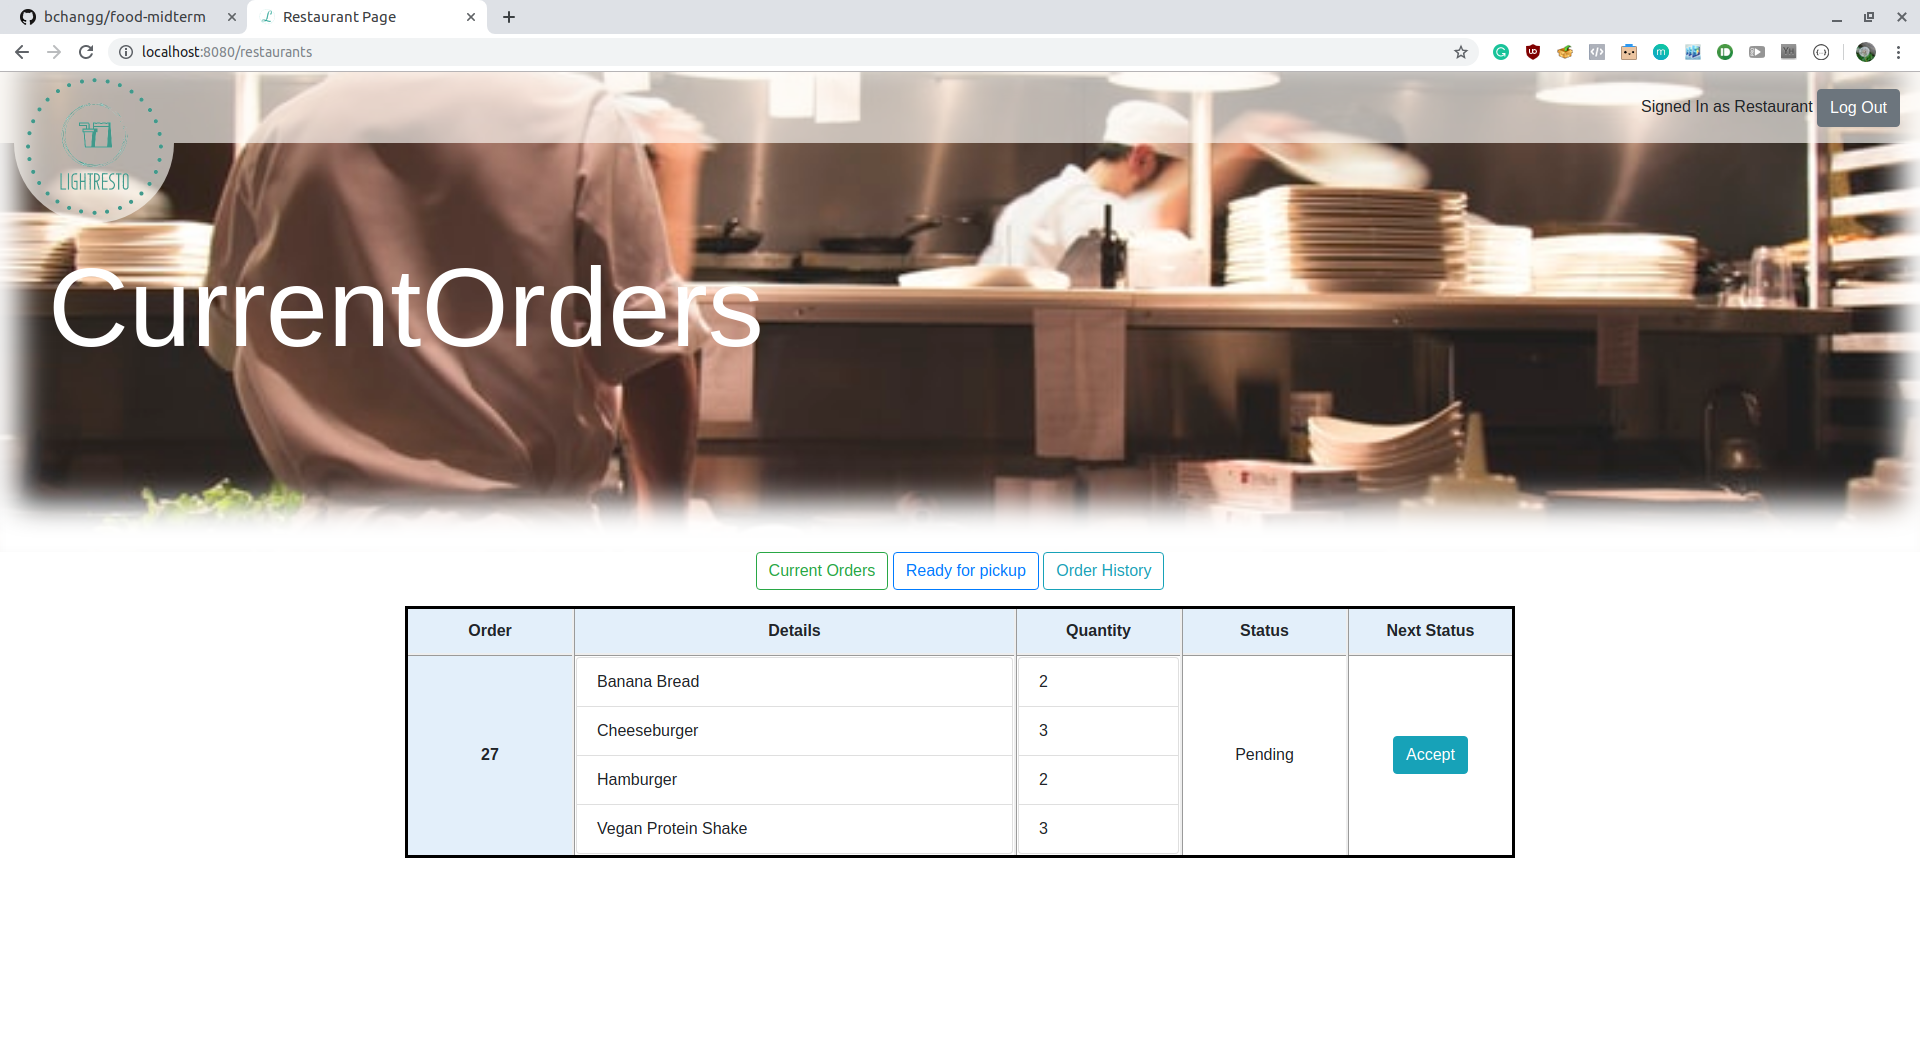 bchangg/food-midterm
Restaurant Page
localhost:8080/restaurants
Signed In as Restaurant Log Out
LIGHTRESTO
CurrentOrders
Current Orders Ready for pickup Order History
Order Details Quantity Status Next Status
27
Banana Bread 2
Cheeseburger 3
Hamburger 2
Vegan Protein Shake 3
Pending
Accept